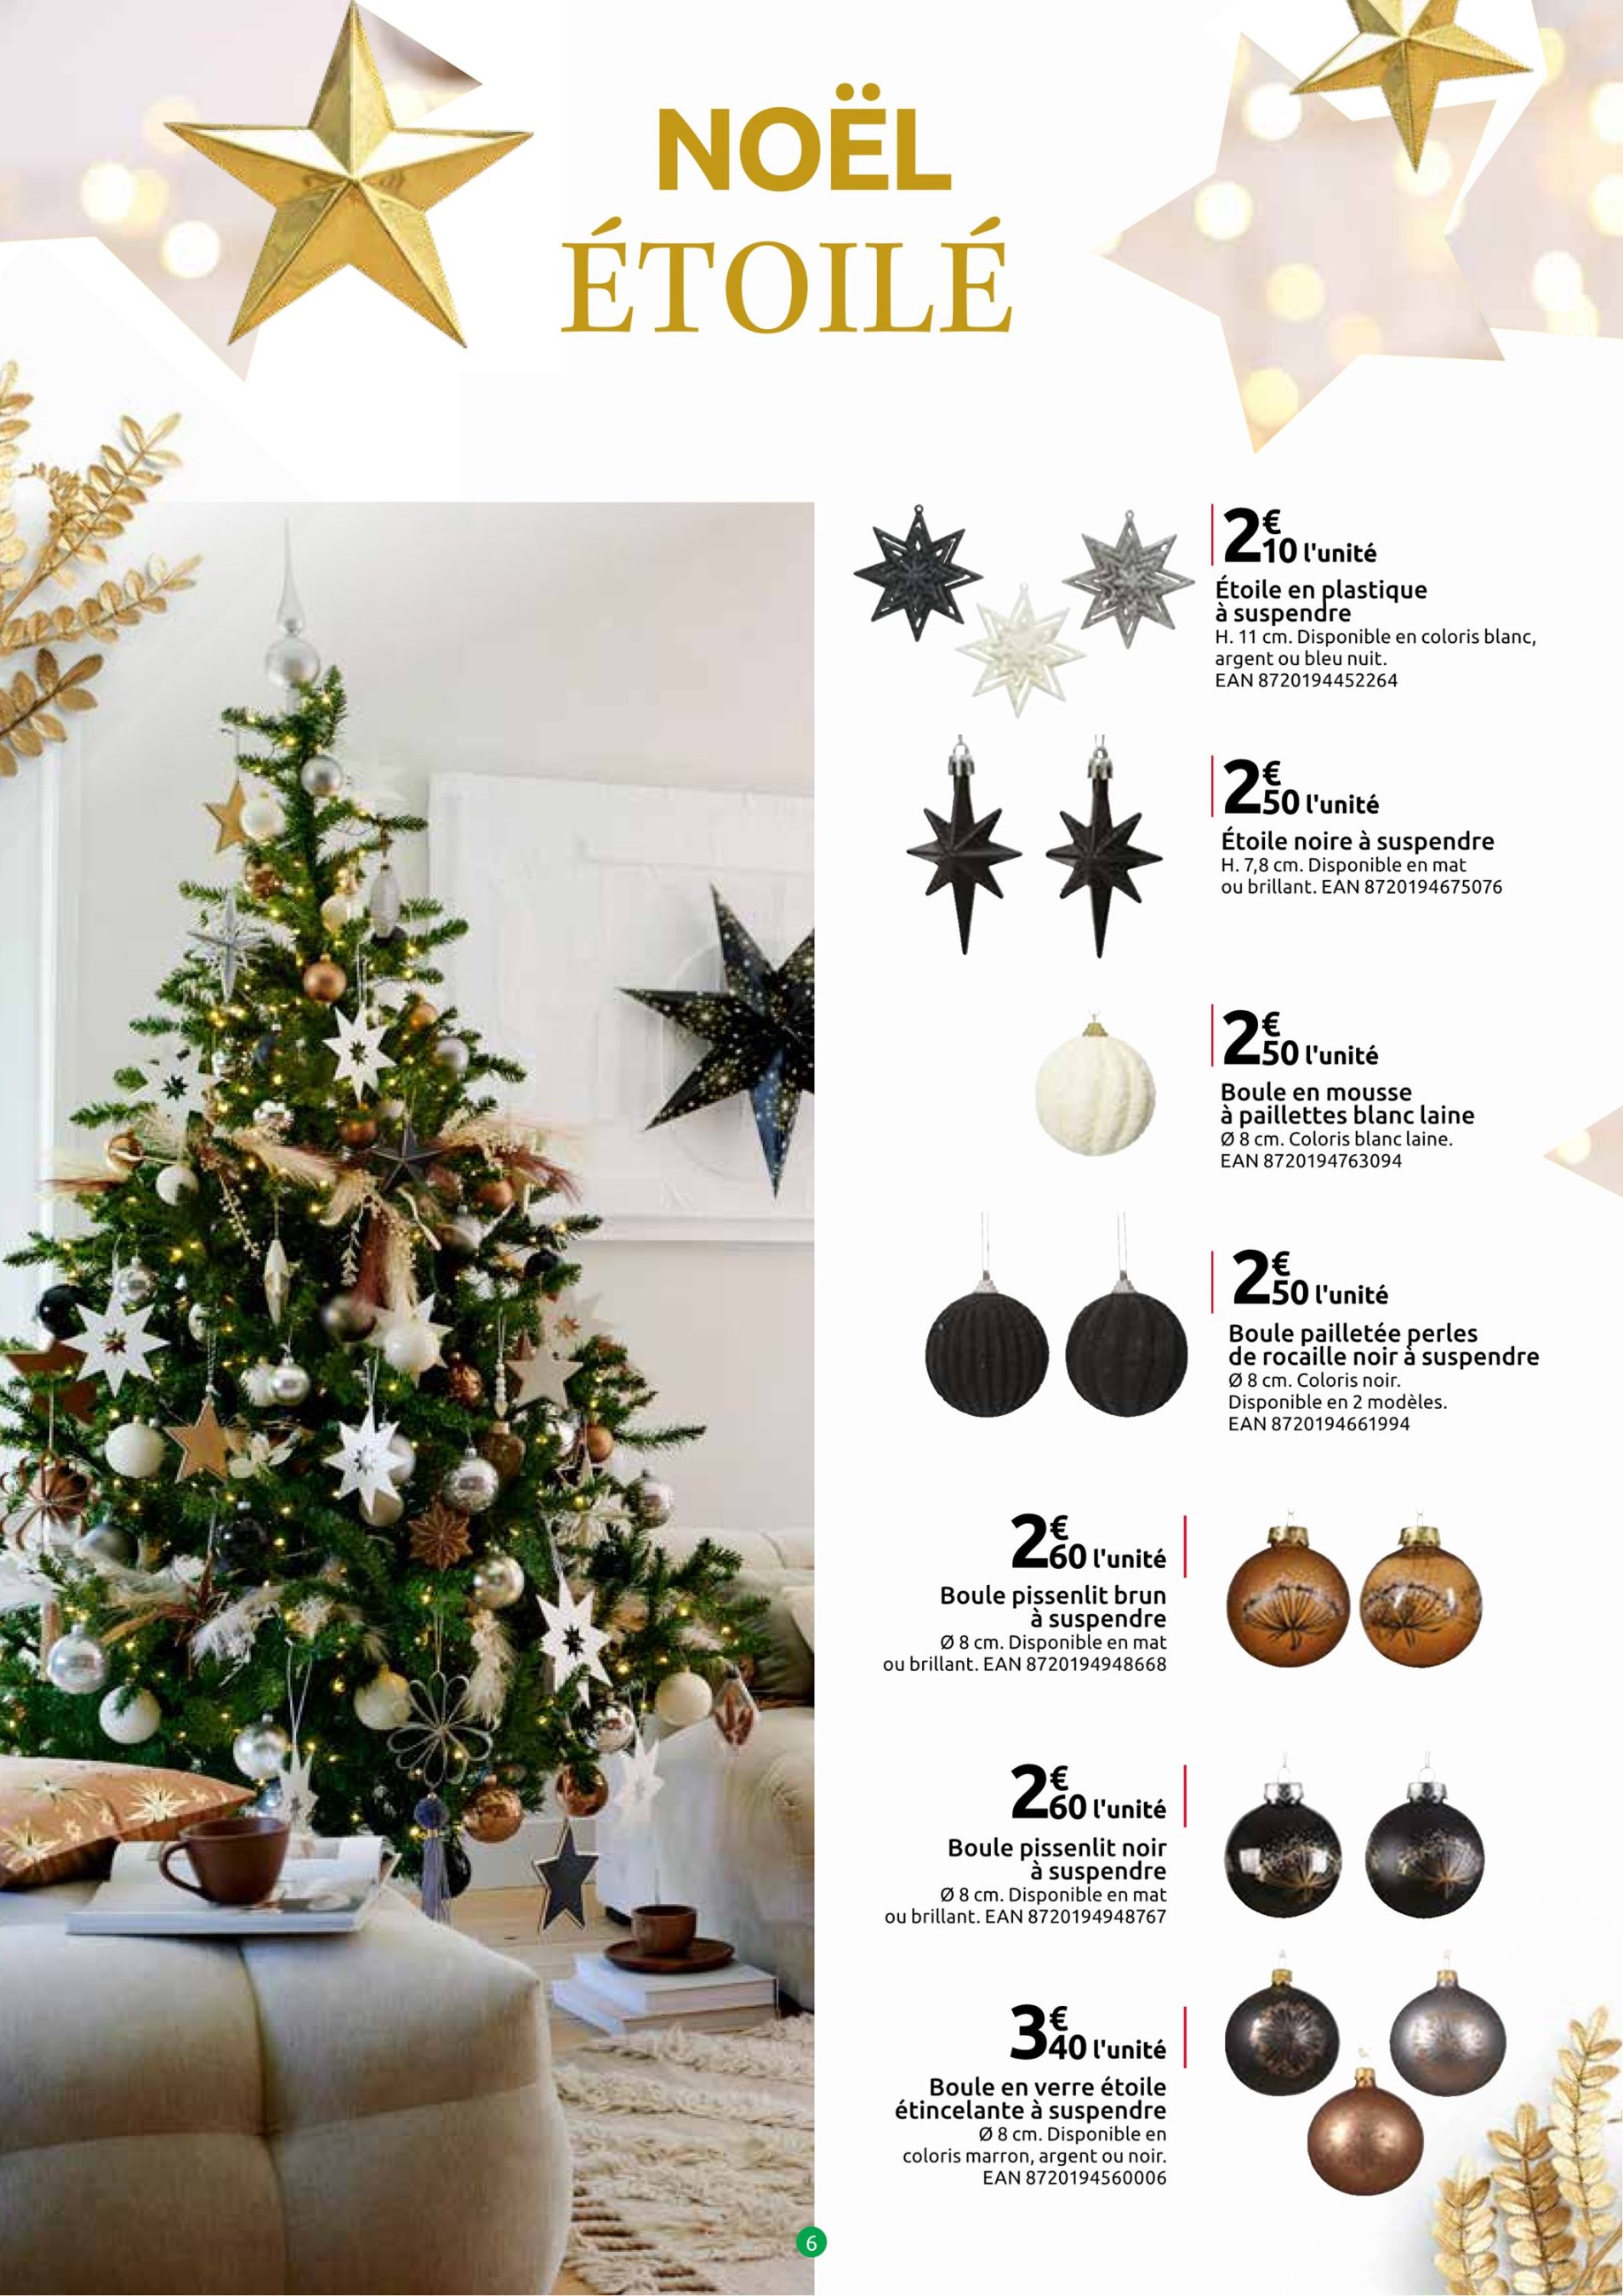 NOËL
ÉTOILÉ
2€10 l'unité
Étoile en plastique
à suspendre
H. 11 cm. Disponible en coloris blanc,
argent ou bleu nuit.
EAN 8720194452264
2€50 l'unité
Étoile noire à suspendre
H. 7,8 cm. Disponible en mat
ou brillant. EAN 8720194675076
2€50 l'unité
Boule en mousse
à paillettes blanc laine
Ø 8 cm. Coloris blanc laine.
EAN 8720194763094
2€50 l'unité
Boule pailletée perles
de rocaille noir à suspendre
Ø 8 cm. Coloris noir.
Disponible en 2 modèles.
EAN 8720194661994
2€60 l'unité
Boule pissenlit brun
à suspendre
Ø 8 cm. Disponible en mat
ou brillant. EAN 8720194948668
2€60 l'unité
Boule pissenlit noir
à suspendre
Ø 8 cm. Disponible en mat
ou brillant. EAN 8720194948767
3€40 l'unité
Boule en verre étoile
étincelante à suspendre
Ø 8 cm. Disponible en
coloris marron, argent ou noir.
EAN 8720194560006
6